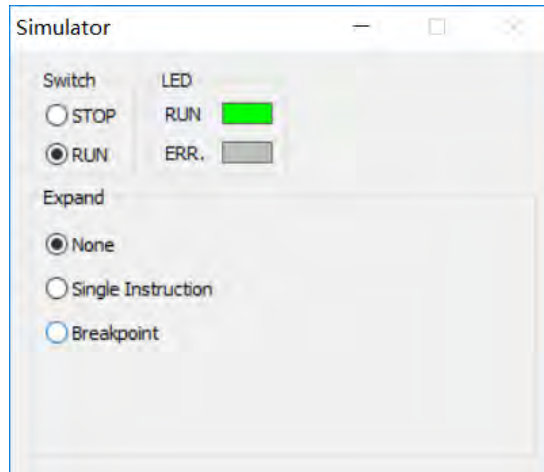 Simulator
Switch LED
STOP RUN
RUN ERR.
Expand
None
Single Instruction
Breakpoint